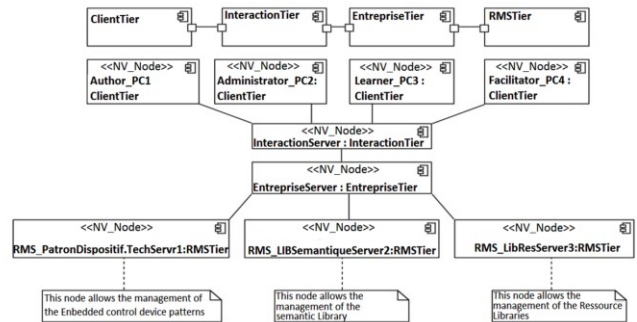 ClientTier
InteractionTier
EntrepriseTier
RMSTier
<<NV_Node>>
Author_PC1
ClientTier
<<NV_Node>>
Administrator_PC2:
ClientTier
<<NV_Node>>
Learner_PC3 :
ClientTier
<<NV_Node>>
Facilitator_PC4 :
ClientTier
<<NV_Node>>
InteractionServer : InteractionTier
<<NV_Node>>
EntrepriseServer : EntrepriseTier
<<NV_Node>>
RMS_PatronDispositif.TechServr1:RMSTier
<<NV_Node>>
RMS_LIBSemantiqueServer2:RMSTier
<<NV_Node>>
RMS_LibResServer3:RMSTier
This node allows the management of
the Enbedded control device patterns
This node allows the
management of the
semantic Library
This node allows the
management of the Ressource
Libraries